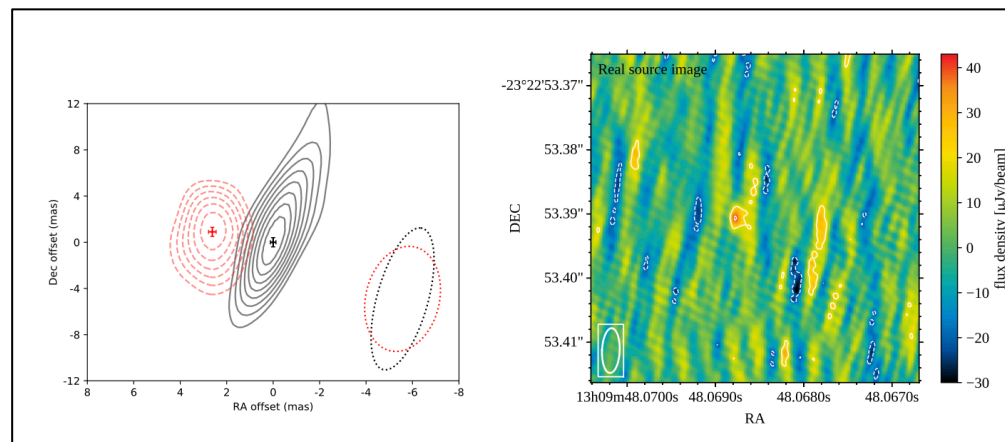 12
8
4
0
-4
-8
-12
8
6
4
2
0
-2
-4
-6
-8
RA offset (mas)
Dec offset (mas)
Real source image
-23°22'53.37"
53.38"
53.39"
53.40"
53.41"
DEC
13h09m48.0700s
48.0690s
48.0680s
48.0670s
RA
40
30
20
10
0
−10
−20
−30
flux density [μJy/beam]